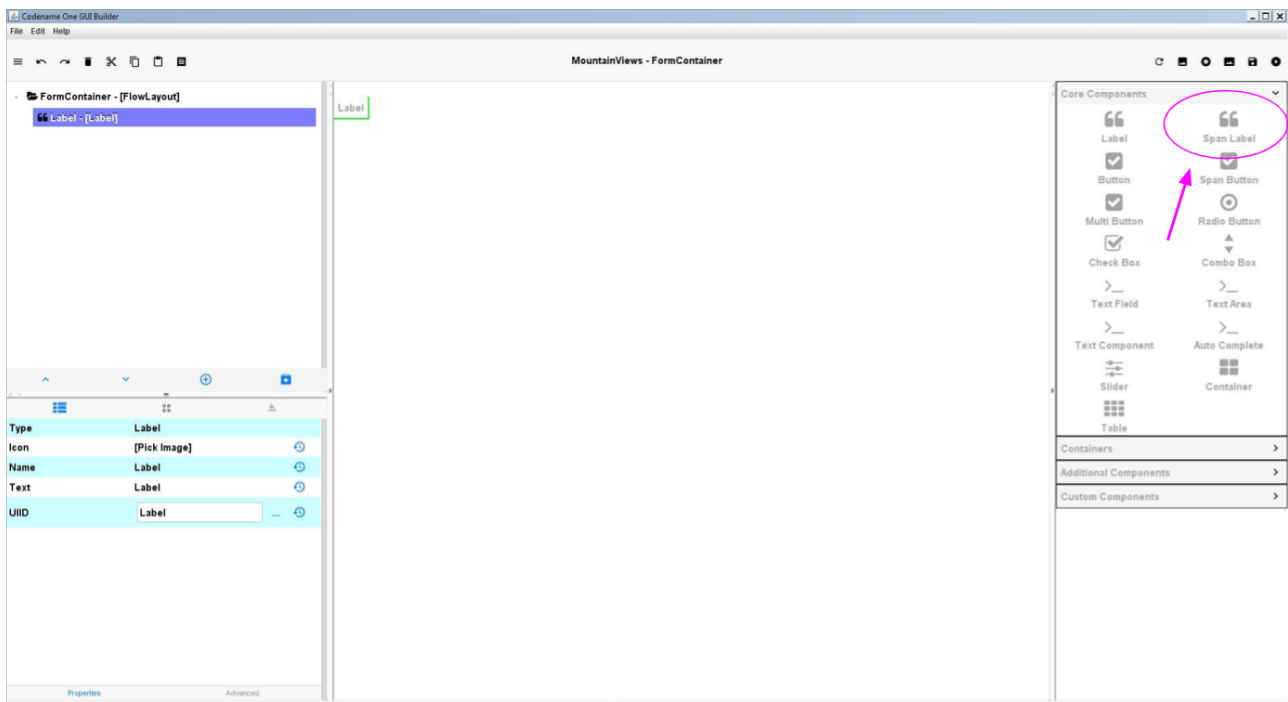 Codename One GUI Builder
File Edit Help
MountainViews - FormContainer
FormContainer - [FlowLayout]
Label - [Label]
Type Label
Icon [Pick Image]
Name Label
Text Label
UIID Label ...
Properties Advanced
Label
Core Components
Label Span Label
Button Span Button
Multi Button Radio Button
Check Box Combo Box
Text Field Text Area
Text Component Auto Complete
Slider Container
Table
Containers
Additional Components
Custom Components